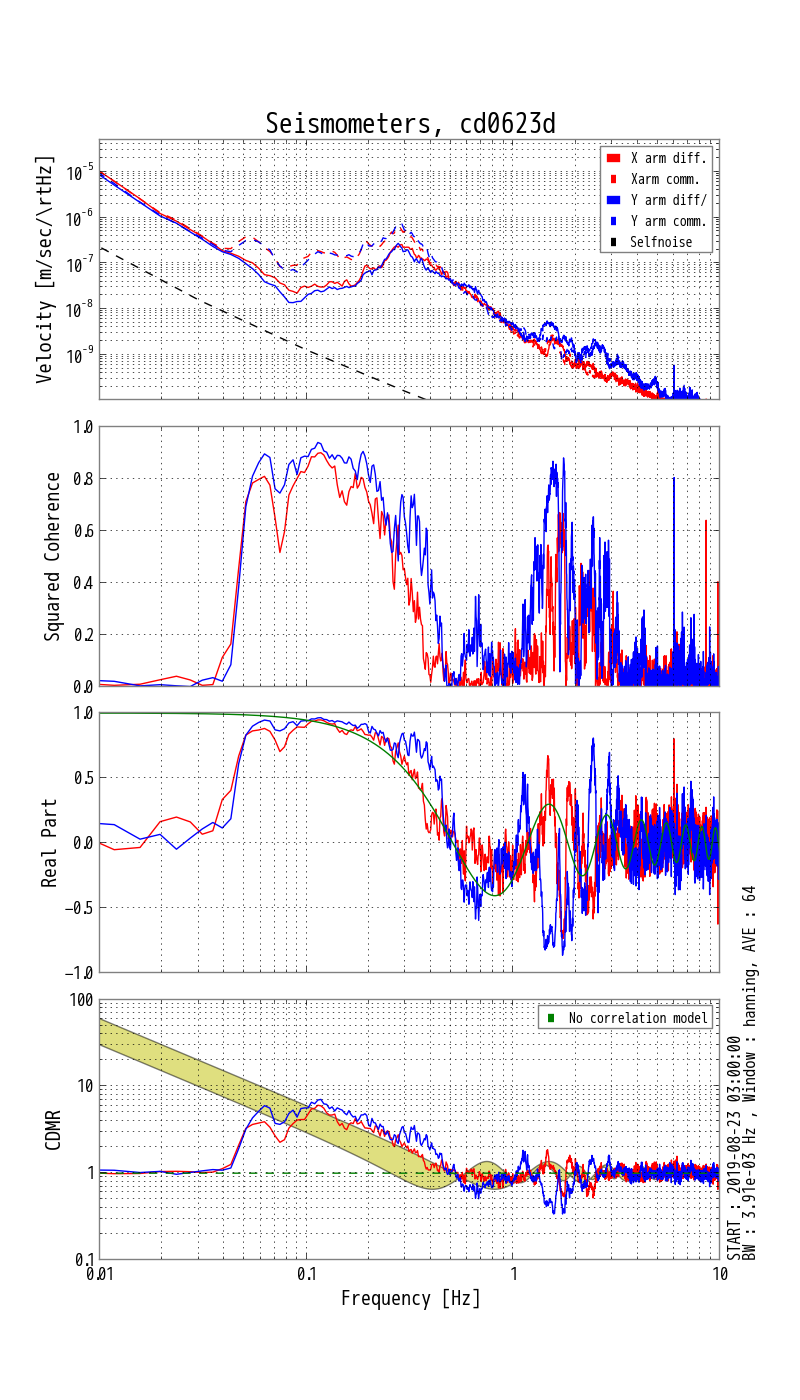 Seismometers, cd0623d
Velocity [m/sec/\rtHz]
10^-5
10^-6
10^-7
10^-8
10^-9
X arm diff.
Xarm comm.
Y arm diff/
Y arm comm.
Selfnoise
Squared Coherence
1.0
0.8
0.6
0.4
0.2
0.0
Real Part
1.0
0.5
0.0
−0.5
−1.0
CDMR
100
10
1
0.1
No correlation model
0.01
0.1
1
10
Frequency [Hz]
START : 2019-08-23 03:00:00
BW : 3.91e-03 Hz , Window : hanning, AVE : 64